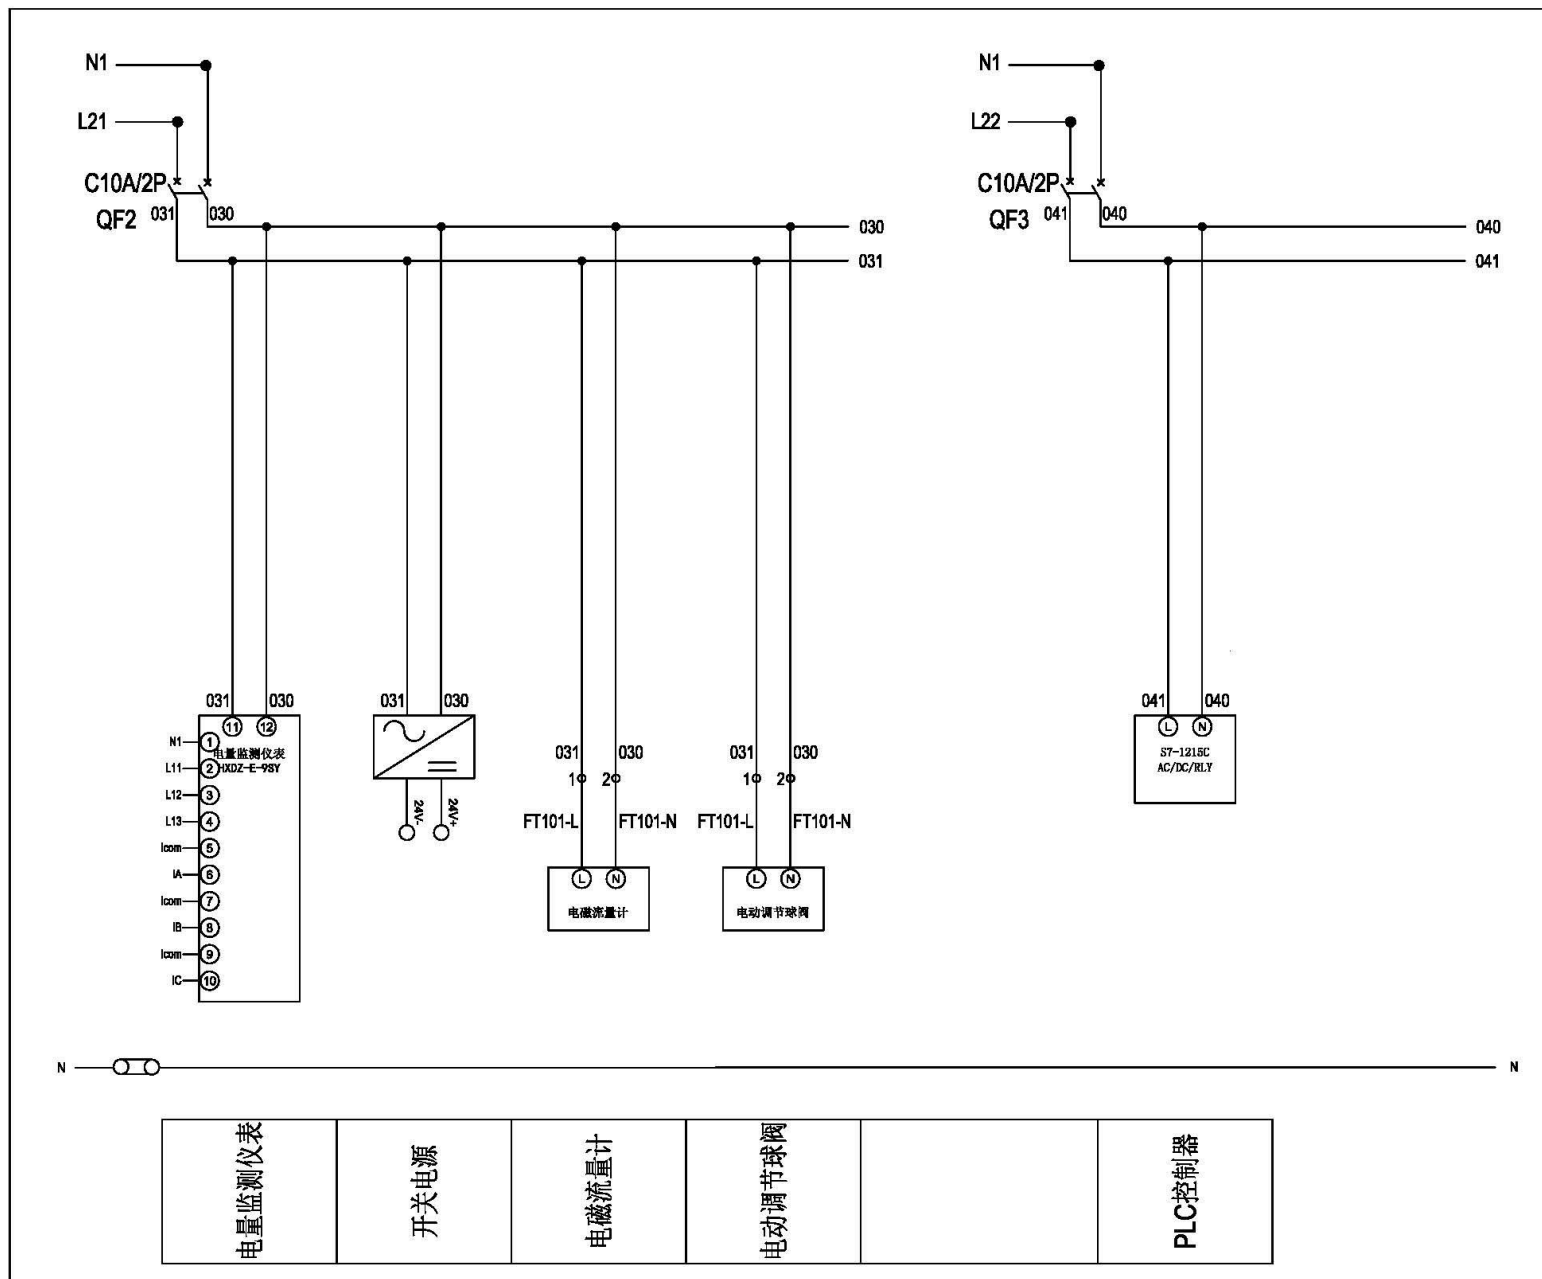 N1
L21
C10A/2P
QF2
031
030
030
031
N1
L22
C10A/2P
QF3
041
040
040
041
031
030
11
12
N1
1
电量监测仪表
L11
2
HXDZ-E-9SY
L12
3
L13
4
Icom
5
IA
6
Icom
7
IB
8
Icom
9
IC
10
031
030
24V-
24V+
031
030
1
2
FT101-L
FT101-N
L
N
电磁流量计
031
030
1
2
FT101-L
FT101-N
L
N
电动调节球阀
041
040
L
N
S7-1215C
AC/DC/RLY
N
N
电量监测仪表
开关电源
电磁流量计
电动调节球阀
PLC控制器